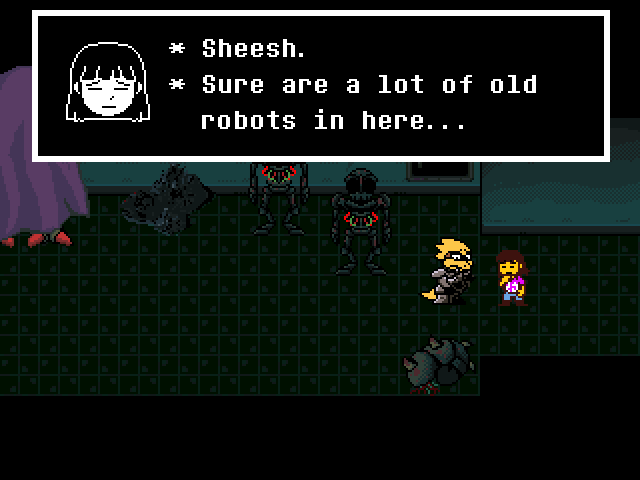 * Sheesh.
* Sure are a lot of old
robots in here...